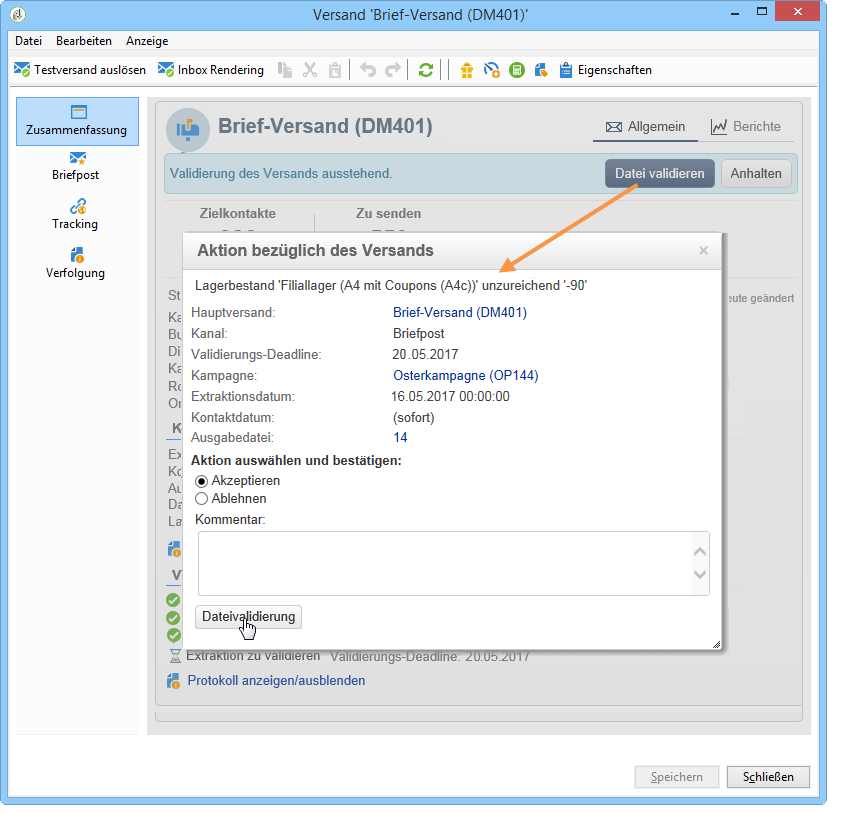 Versand 'Brief-Versand (DM401)'
Datei Bearbeiten Anzeige
Testversand auslösen Inbox Rendering Eigenschaften
Zusammenfassung
Briefpost
Tracking
Verfolgung
Brief-Versand (DM401)
Allgemein Berichte
Validierung des Versands ausstehend. Datei validieren Anhalten
Zielkontakte Zu senden
Aktion bezüglich des Versands
Lagerbestand 'Filiallager (A4 mit Coupons (A4c))' unzureichend '-90'
geändert
Hauptversand: Brief-Versand (DM401)
Kanal: Briefpost
Validierungs-Deadline: 20.05.2017
Kampagne: Osterkampagne (OP144)
Extraktionsdatum: 16.05.2017 00:00:00
Kontaktdatum: (sofort)
Ausgabedatei: 14
Aktion auswählen und bestätigen:
Akzeptieren
Ablehnen
Kommentar:
Dateivalidierung
Extraktion zu validieren Validierungs-Deadline: 20.05.2017
Protokoll anzeigen/ausblenden
Speichern Schließen